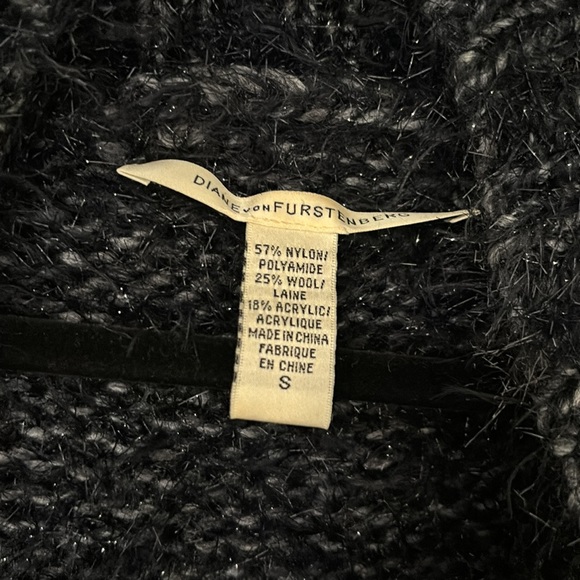 DIANE VON FURSTENBERG
57% NYLON/
POLYAMIDE
25% WOOL/
LAINE
18% ACRYLIC/
ACRYLIQUE
MADE IN CHINA
FABRIQUE
EN CHINE
S